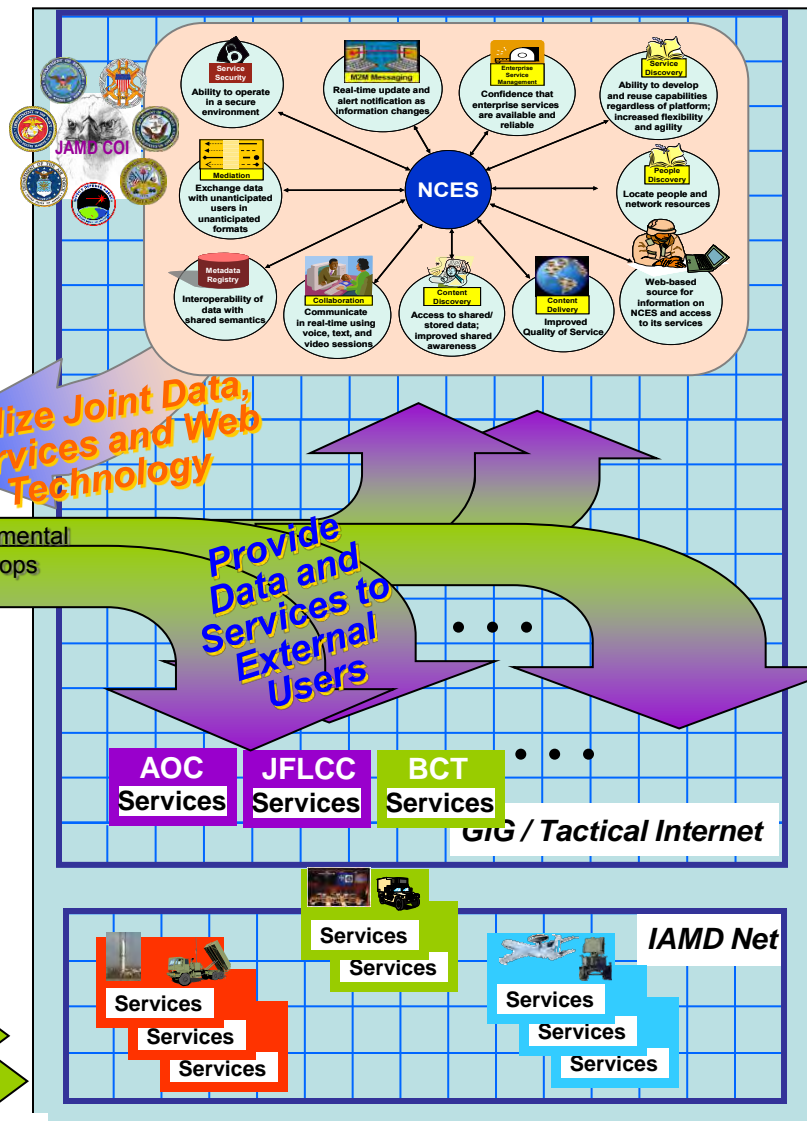 Service
Security
Ability to operate
in a secure
environment
M2M Messaging
Real-time update and
alert notification as
information changes
Enterprise
Service
Management
Confidence that
enterprise services
are available and
reliable
Service
Discovery
Ability to develop
and reuse capabilities
regardless of platform;
increased flexibility
and agility
JAMD COI
Mediation
Exchange data
with unanticipated
users in
unanticipated
formats
NCES
People
Discovery
Locate people and
network resources
Metadata
Registry
Interoperability of
data with
shared semantics
Collaboration
Communicate
in real-time using
voice, text, and
video sessions
Content
Discovery
Access to shared/
stored data;
improved shared
awareness
Content
Delivery
Improved
Quality of Service
Web-based
source for
information on
NCES and access
to its services
lize Joint Data,
rvices and Web
Technology
mental
ops
Provide
Data and
Services to
External
Users
• • •
AOC
Services
JFLCC
Services
BCT
Services
• • •
GIG / Tactical Internet
IAMD Net
Services
Services
Services
Services
Services
Services
Services
Services